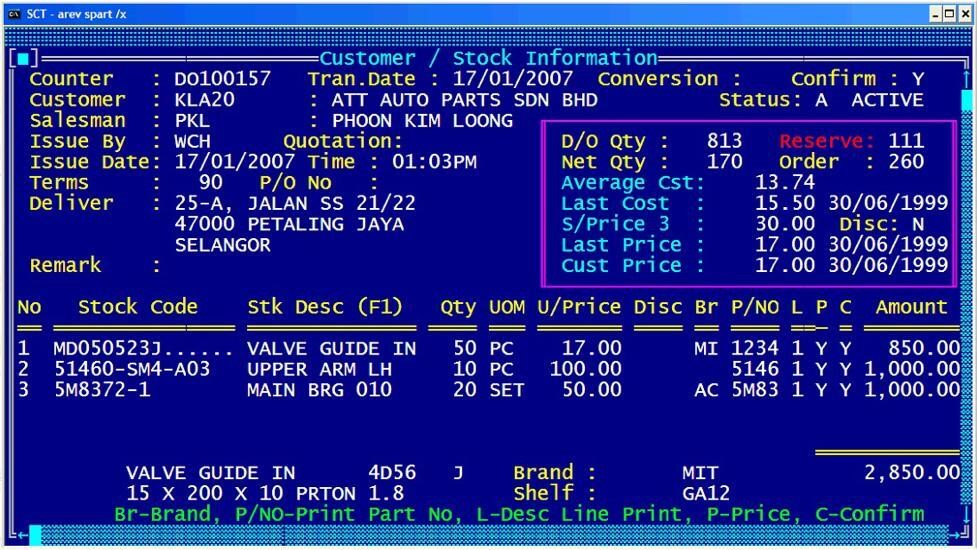 SCT - arev spart /x
Customer / Stock Information
Counter : DO100157 Tran.Date : 17/01/2007 Conversion : Confirm : Y
Customer : KLA20 : ATT AUTO PARTS SDN BHD Status: A ACTIVE
Salesman : PKL : PHOON KIM LOONG
Issue By : WCH Quotation: D/O Qty : 813 Reserve: 111
Issue Date: 17/01/2007 Time : 01:03PM Net Qty : 170 Order : 260
Terms : 90 P/O No : Average Cst: 13.74
Deliver : 25-A, JALAN SS 21/22 Last Cost : 15.50 30/06/1999
47000 PETALING JAYA S/Price 3 : 30.00 Disc: N
SELANGOR Last Price : 17.00 30/06/1999
Remark : Cust Price : 17.00 30/06/1999
No Stock Code Stk Desc (F1) Qty UOM U/Price Disc Br P/NO L P C Amount
1 MD050523J...... VALVE GUIDE IN 50 PC 17.00 MI 1234 1 Y Y 850.00
2 51460-SM4-A03 UPPER ARM LH 10 PC 100.00 5146 1 Y Y 1,000.00
3 5M8372-1 MAIN BRG 010 20 SET 50.00 AC 5M83 1 Y Y 1,000.00
VALVE GUIDE IN 4D56 J Brand : MIT 2,850.00
15 X 200 X 10 PRTON 1.8 Shelf : GA12
Br-Brand, P/NO-Print Part No, L-Desc Line Print, P-Price, C-Confirm